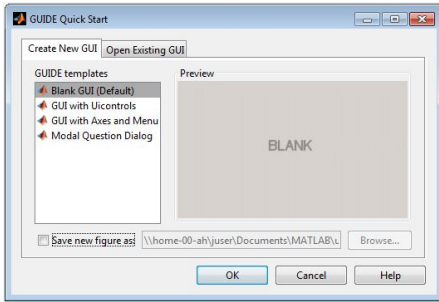 GUIDE Quick Start
Create New GUI Open Existing GUI
GUIDE templates Preview
Blank GUI (Default)
GUI with Uicontrols
GUI with Axes and Menu
Modal Question Dialog
BLANK
Save new figure as: \\home-00-ah\juser\Documents\MATLAB\ Browse...
OK Cancel Help